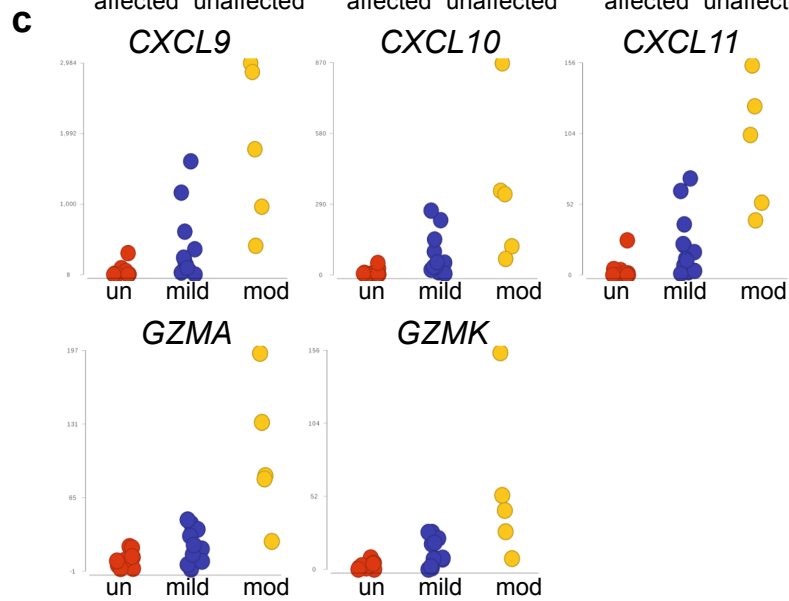 affected unaffected affected unaffected affected unaffect
c
CXCL9 CXCL10 CXCL11
2,984 870 156
1,992 580 104
1,000 290 52
8 0 0
un mild mod un mild mod un mild mod
GZMA GZMK
197 156
131 104
65 52
-1 0
un mild mod un mild mod